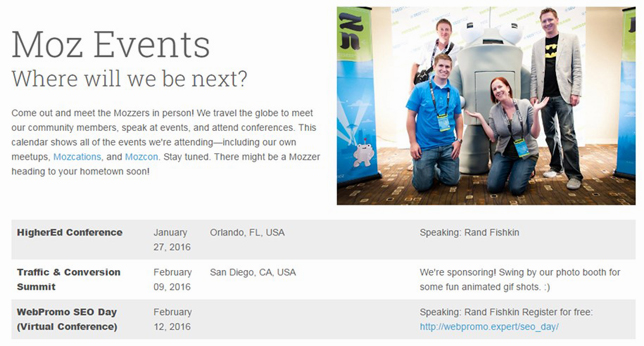 Moz Events
Where will we be next?
Come out and meet the Mozzers in person! We travel the globe to meet
our community members, speak at events, and attend conferences. This
calendar shows all of the events we're attending—including our own
meetups, Mozcations, and Mozcon. Stay tuned. There might be a Mozzer
heading to your hometown soon!
HigherEd Conference January Orlando, FL, USA Speaking: Rand Fishkin
27, 2016
Traffic & Conversion February San Diego, CA, USA We're sponsoring! Swing by our photo booth for
Summit 09, 2016 some fun animated gif shots. :)
WebPromo SEO Day February Speaking: Rand Fishkin Register for free:
(Virtual Conference) 12, 2016 http://webpromo.expert/seo_day/